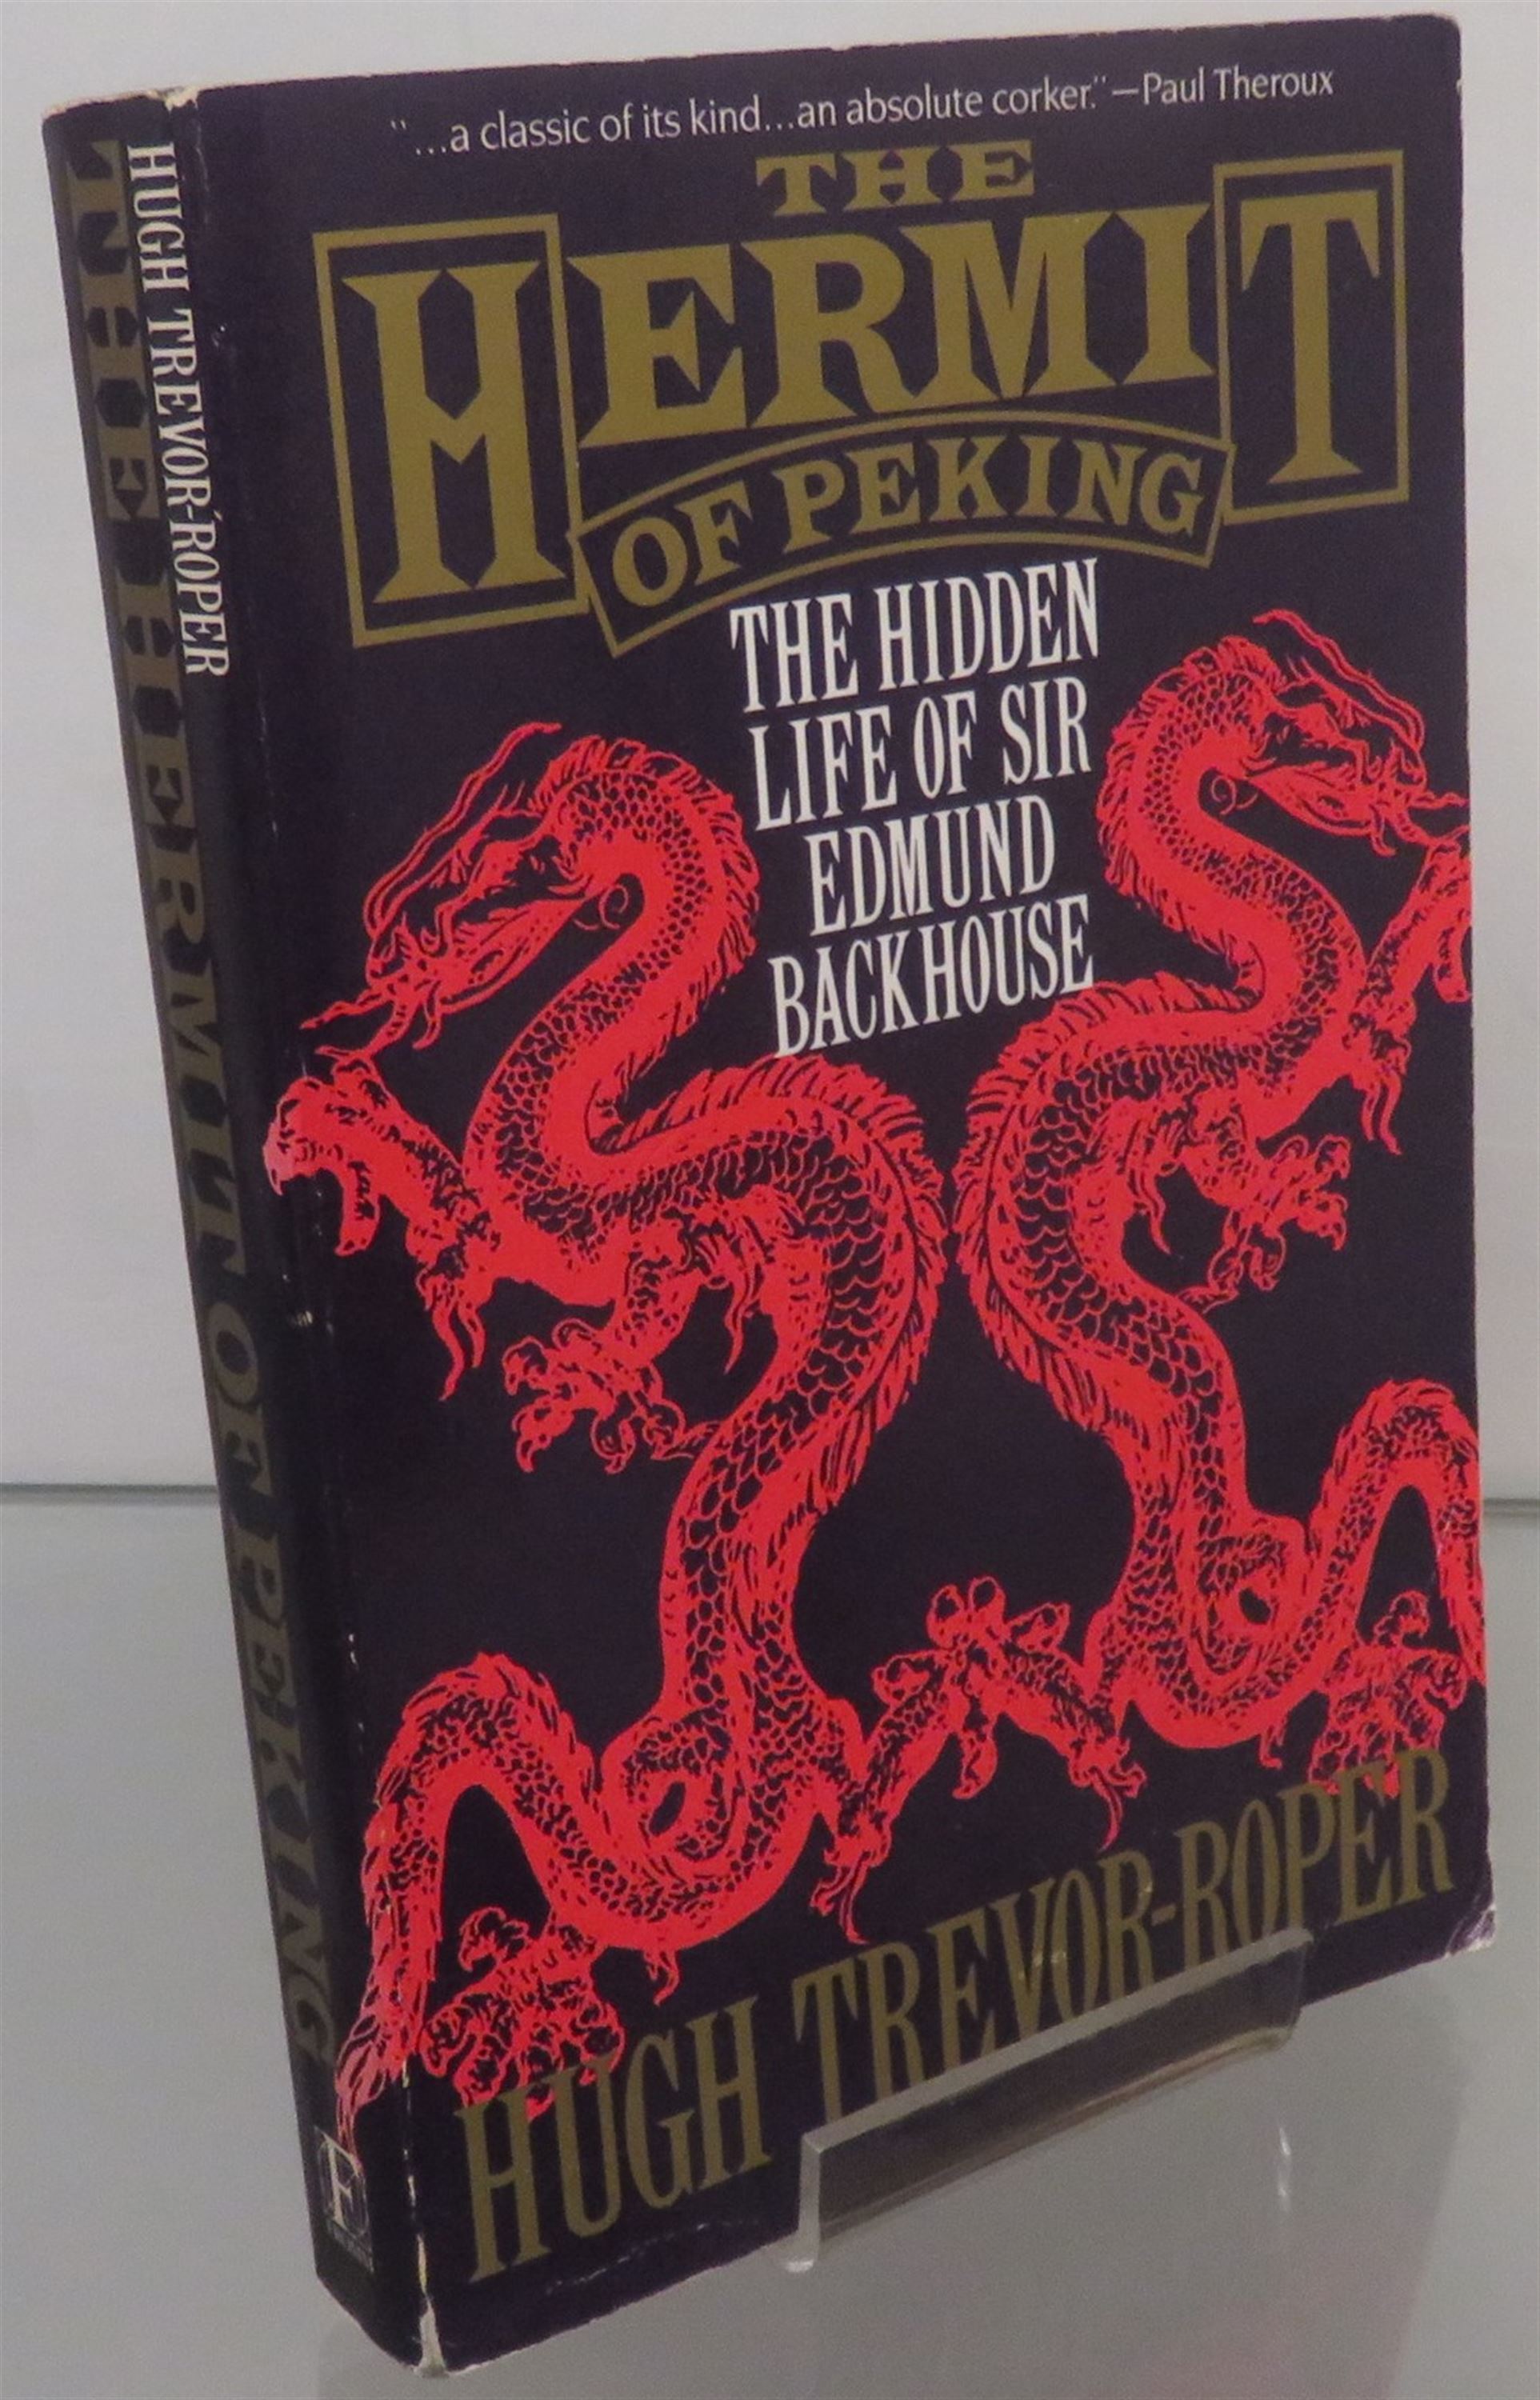 "...a classic of its kind...an absolute corker."—Paul Theroux
THE
HERMIT
OF PEKING
THE HIDDEN
LIFE OF SIR
EDMUND
BACKHOUSE
HUGH TREVOR-ROPER
HUGH TREVOR-ROPER
THE HERMIT OF PEKING
F